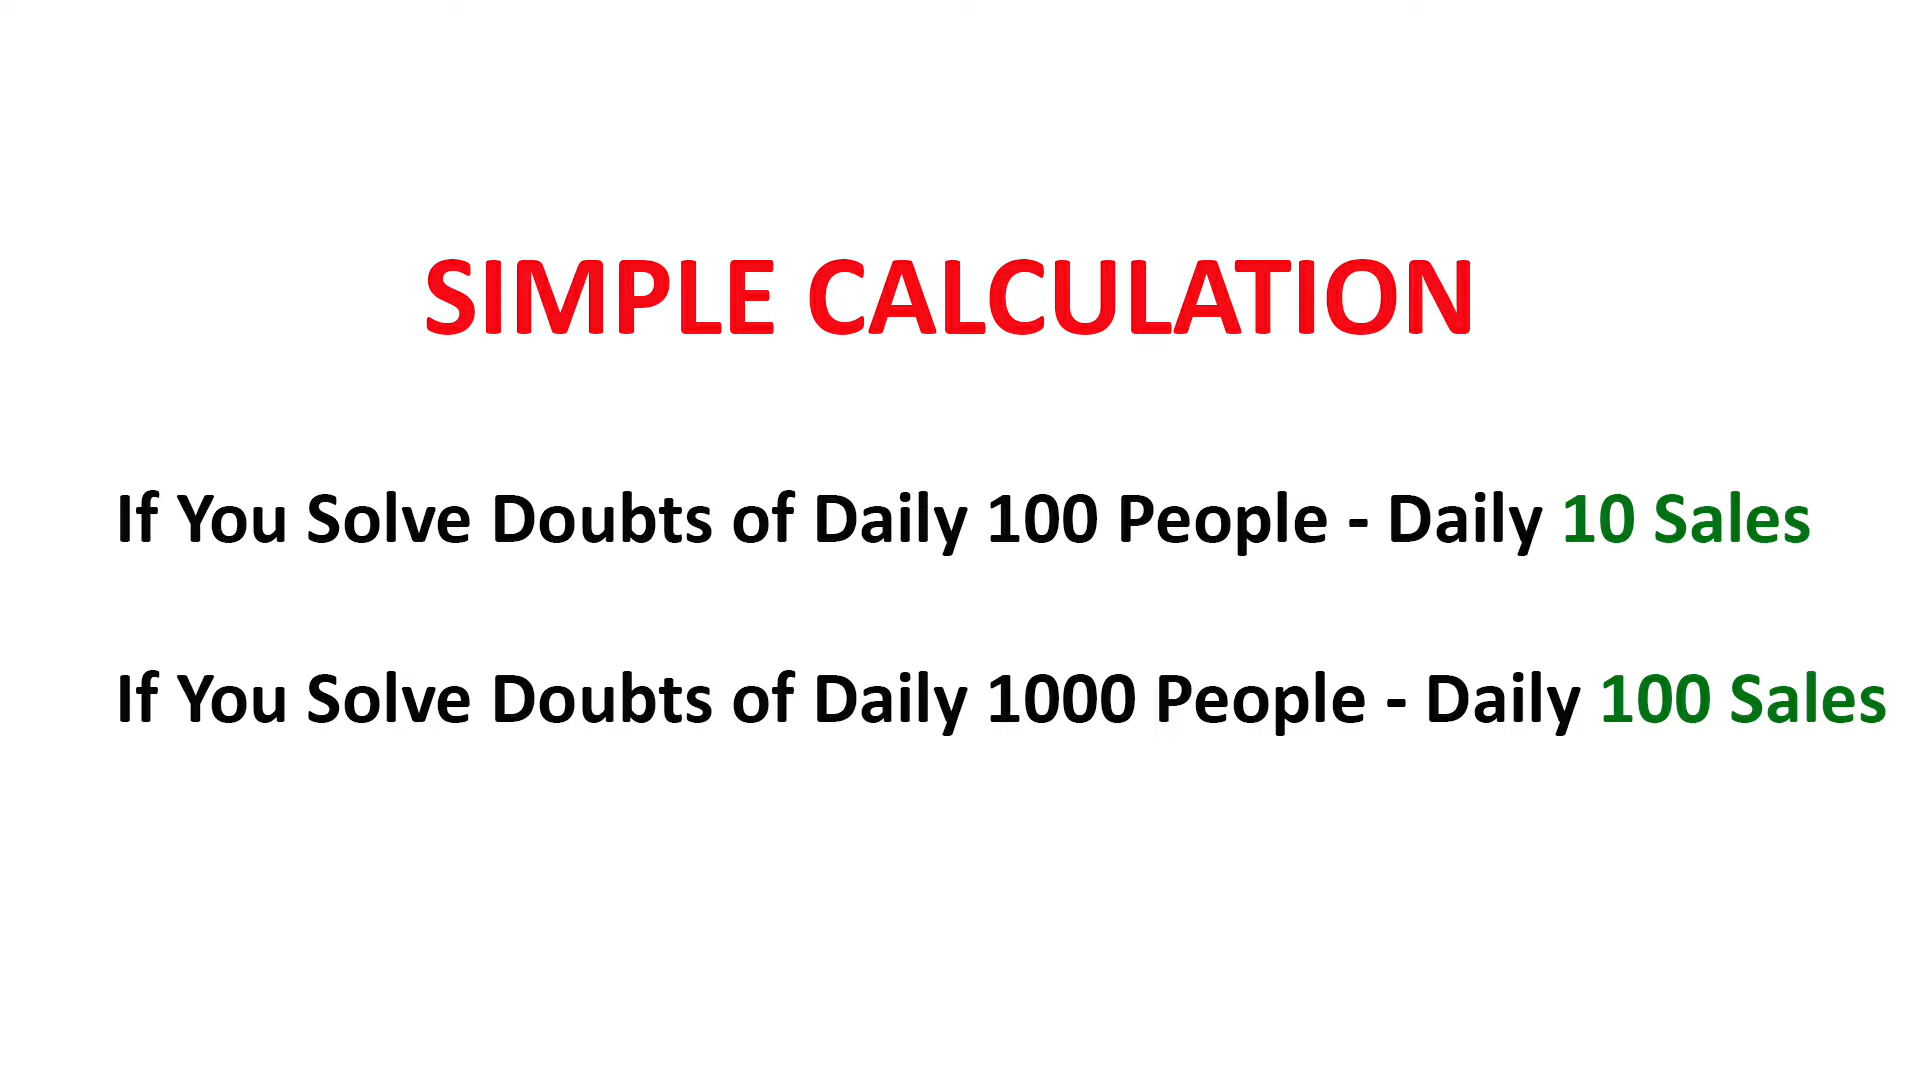 SIMPLE CALCULATION
If You Solve Doubts of Daily 100 People - Daily 10 Sales
If You Solve Doubts of Daily 1000 People - Daily 100 Sales